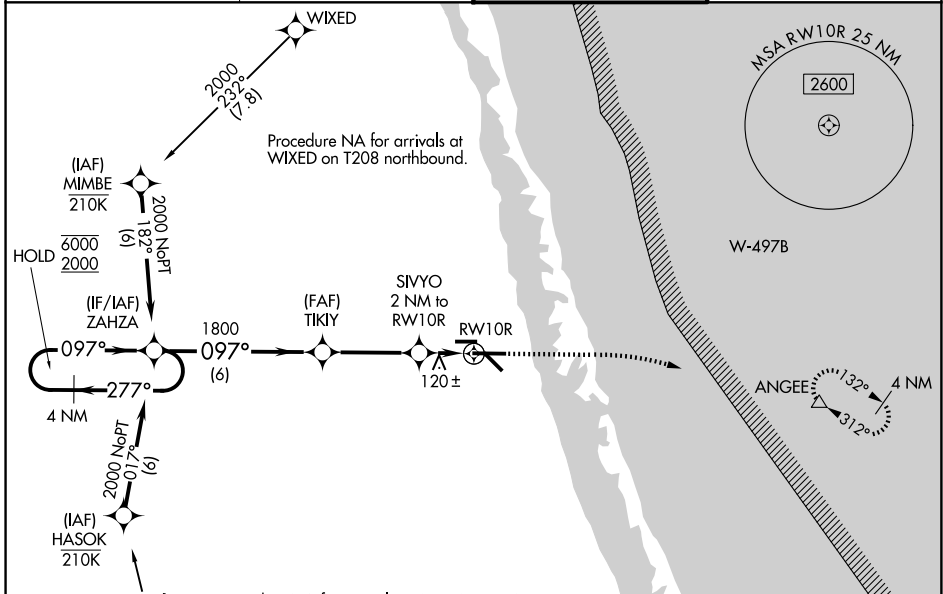 WIXED
2000
232°
(7.8)
Procedure NA for arrivals at
WIXED on T208 northbound.
MSA RW10R 25 NM
2600
(IAF)
MIMBE
210K
2000 NoPT
182°
(6)
HOLD
6000
2000
W-497B
(IF/IAF)
ZAHZA
1800
097°
(6)
(FAF)
TIKIY
SIVYO
2 NM to
RW10R
RW10R
120 ±
097°
277°
4 NM
ANGEE
132°
312°
4 NM
2000 NoPT
017°
(6)
(IAF)
HASOK
210K